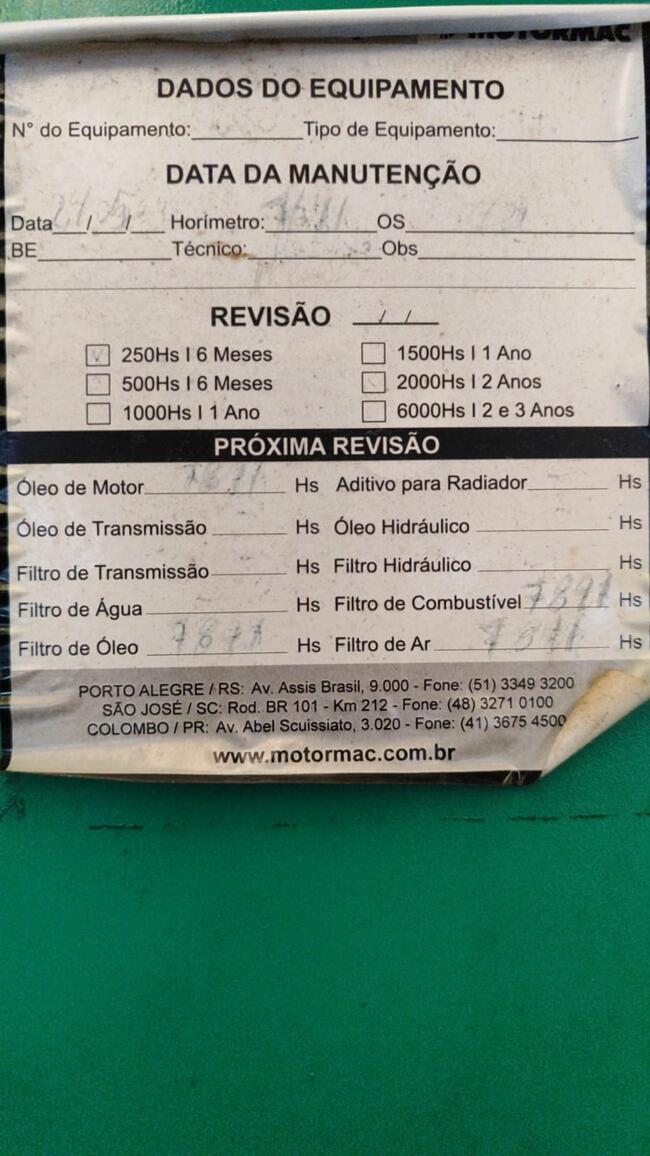 MOTORMAC
DADOS DO EQUIPAMENTO
N° do Equipamento: Tipo de Equipamento:
DATA DA MANUTENÇÃO
Data / / Horímetro: OS
BE Técnico: Obs
REVISÃO / /
250Hs | 6 Meses 1500Hs | 1 Ano
500Hs | 6 Meses 2000Hs | 2 Anos
1000Hs | 1 Ano 6000Hs | 2 e 3 Anos
PRÓXIMA REVISÃO
Óleo de Motor 7871 Hs Aditivo para Radiador Hs
Óleo de Transmissão Hs Óleo Hidráulico Hs
Filtro de Transmissão Hs Filtro Hidráulico Hs
Filtro de Água Hs Filtro de Combustível 7871 Hs
Filtro de Óleo 7871 Hs Filtro de Ar 7871 Hs
PORTO ALEGRE / RS: Av. Assis Brasil, 9.000 - Fone: (51) 3349 3200
SÃO JOSÉ / SC: Rod. BR 101 - Km 212 - Fone: (48) 3271 0100
COLOMBO / PR: Av. Abel Scuissiato, 3.020 - Fone: (41) 3675 4500
www.motormac.com.br